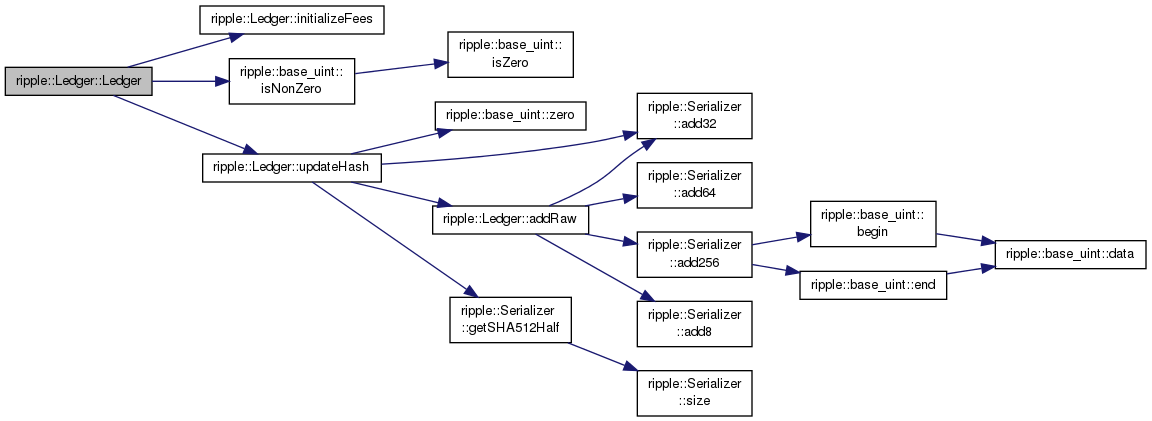 ripple::Ledger::Ledger
ripple::Ledger::initializeFees
ripple::base_uint::
isNonZero
ripple::base_uint::
isZero
ripple::Ledger::updateHash
ripple::base_uint::zero
ripple::Serializer
::add32
ripple::Ledger::addRaw
ripple::Serializer
::add64
ripple::Serializer
::add256
ripple::base_uint::
begin
ripple::base_uint::data
ripple::base_uint::end
ripple::Serializer
::add8
ripple::Serializer
::getSHA512Half
ripple::Serializer
::size